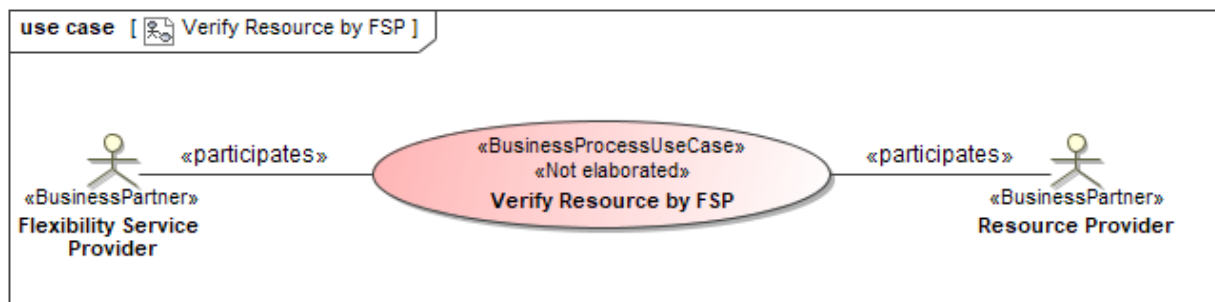 use case [ Verify Resource by FSP ]
«BusinessProcessUseCase»
«participates»
«Not elaborated»
«participates»
«BusinessPartner»
Verify Resource by FSP
«BusinessPartner»
Flexibility Service
Provider
Resource Provider